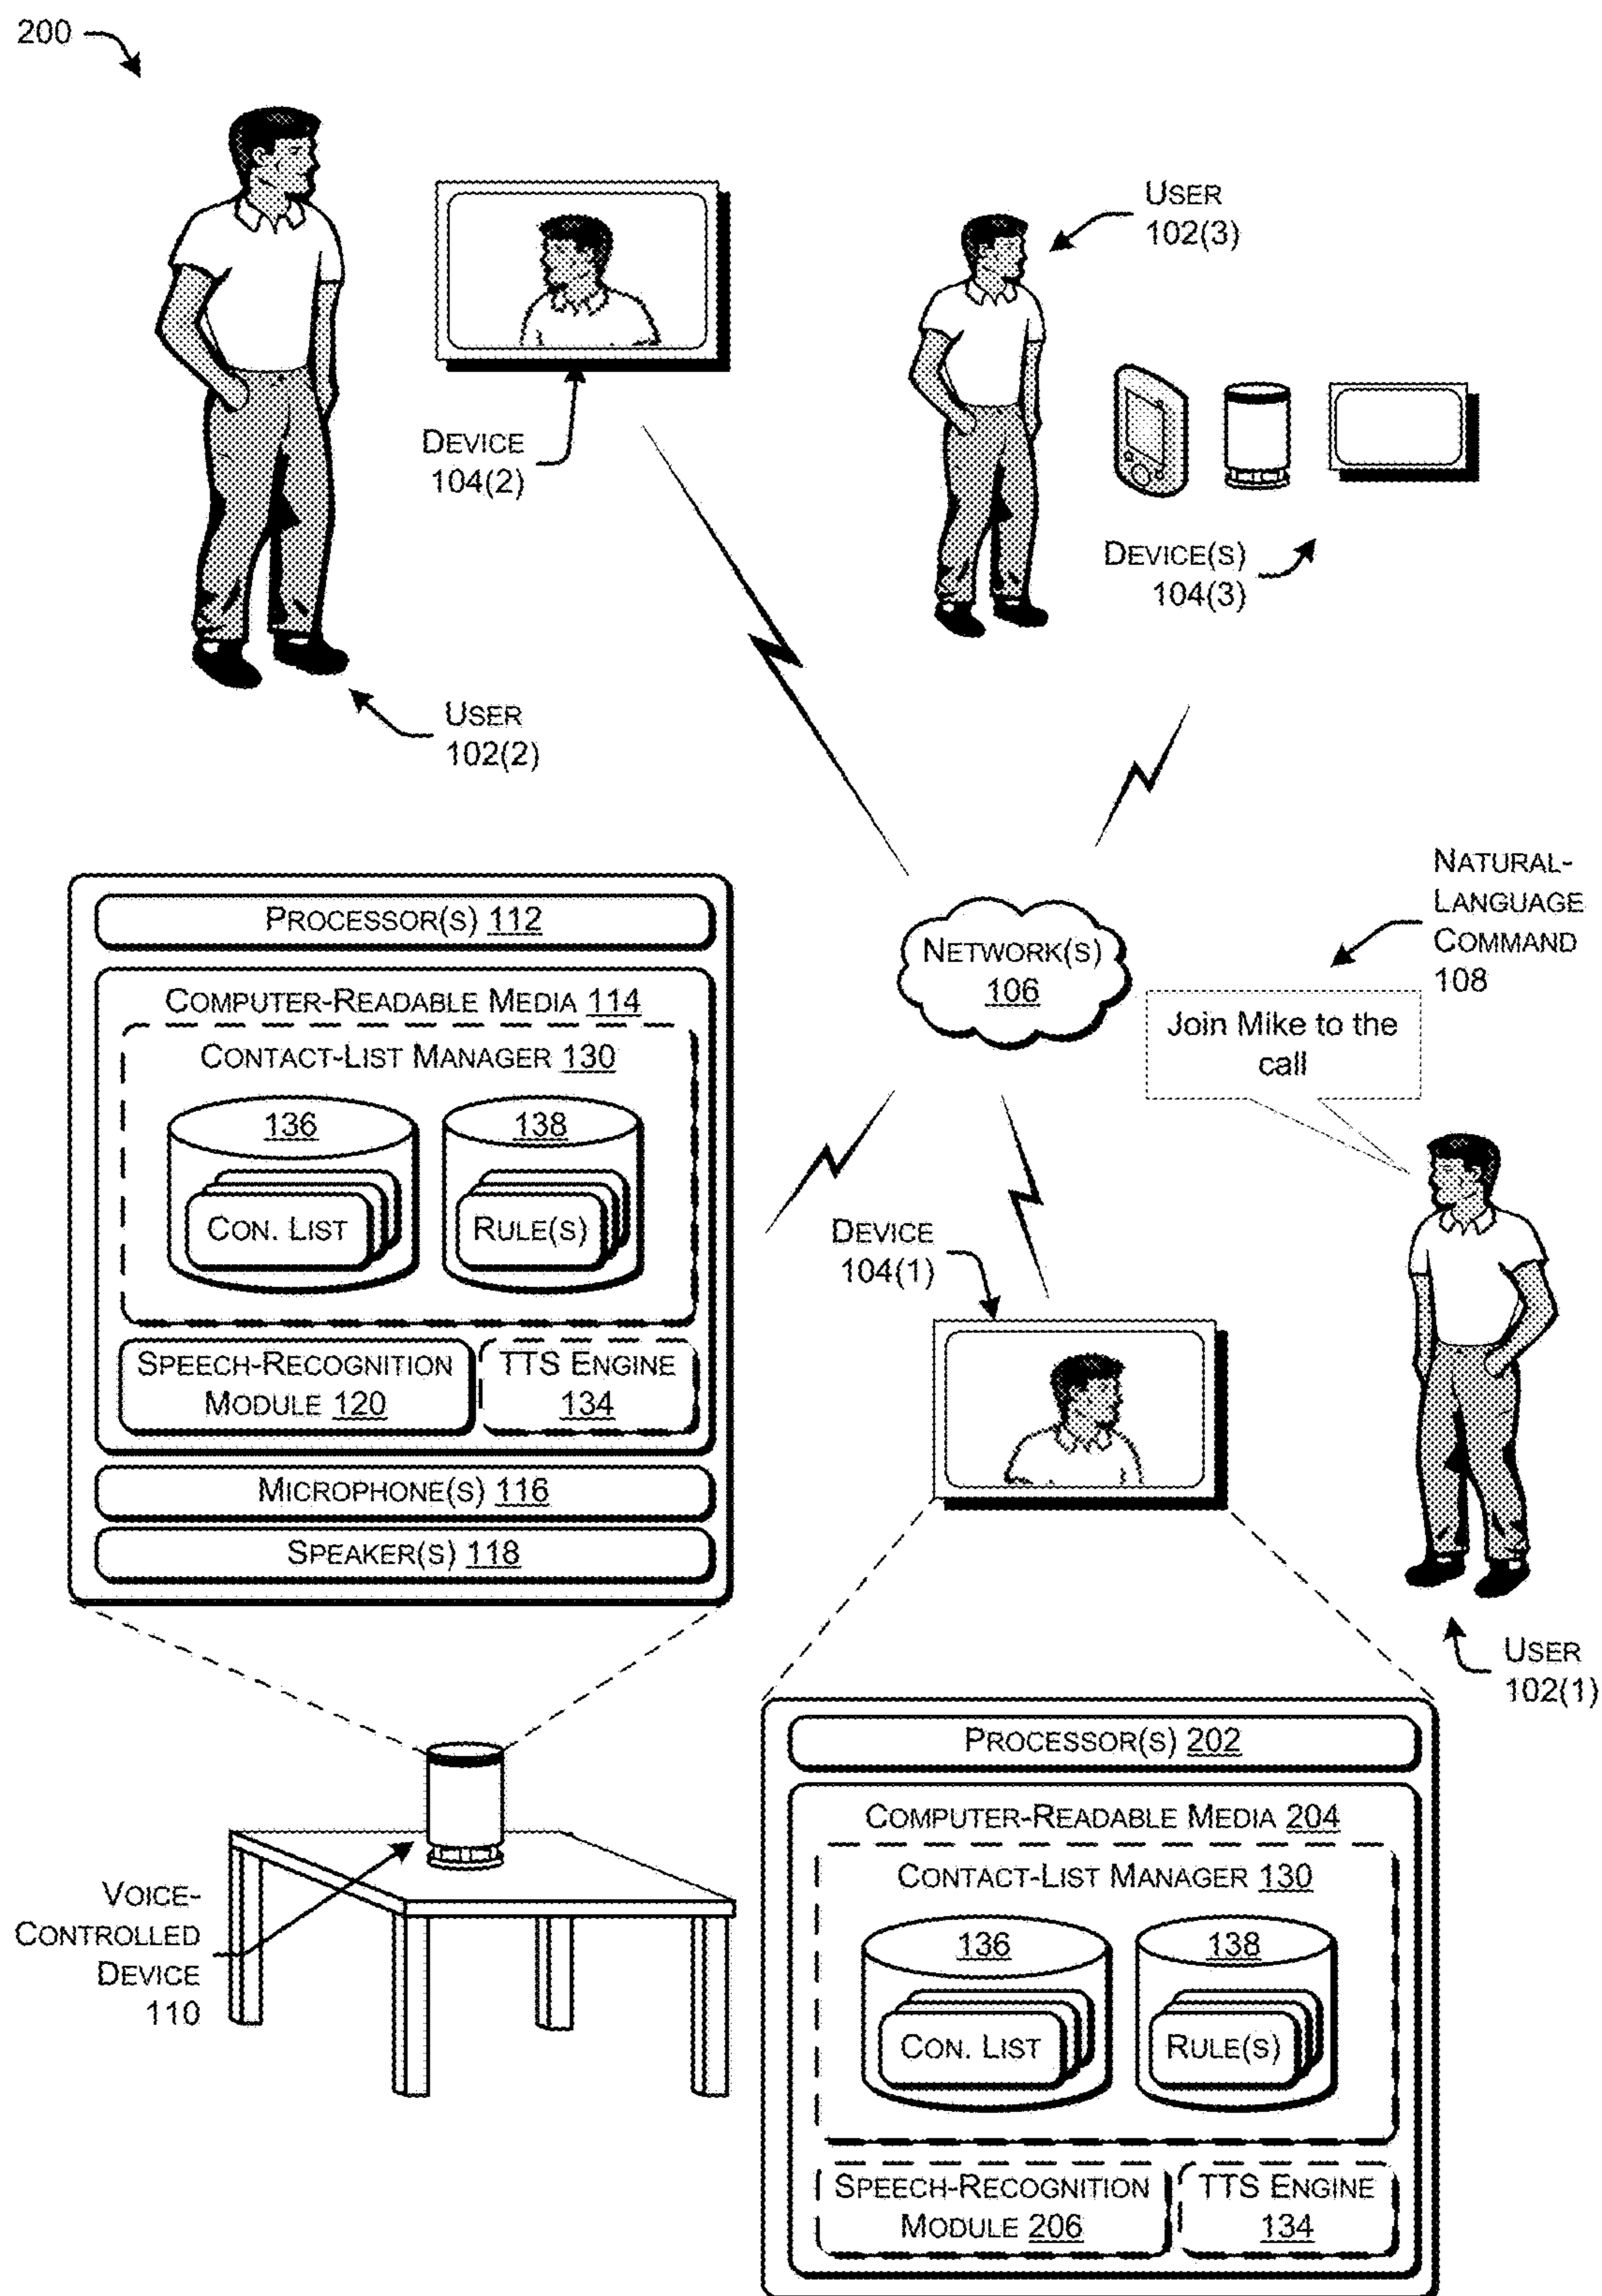 200
USER
102(3)
DEVICE
104(2)
DEVICE(S)
104(3)
USER
102(2)
NATURAL-
LANGUAGE
COMMAND
108
NETWORK(S)
106
Join Mike to the
call
PROCESSOR(S) 112
COMPUTER-READABLE MEDIA 114
CONTACT-LIST MANAGER 130
136
138
CON. LIST
RULE(S)
SPEECH-RECOGNITION
MODULE 120
TTS ENGINE
134
MICROPHONE(S) 116
SPEAKER(S) 118
DEVICE
104(1)
USER
102(1)
VOICE-
CONTROLLED
DEVICE
110
PROCESSOR(S) 202
COMPUTER-READABLE MEDIA 204
CONTACT-LIST MANAGER 130
136
138
CON. LIST
RULE(S)
SPEECH-RECOGNITION
MODULE 206
TTS ENGINE
134